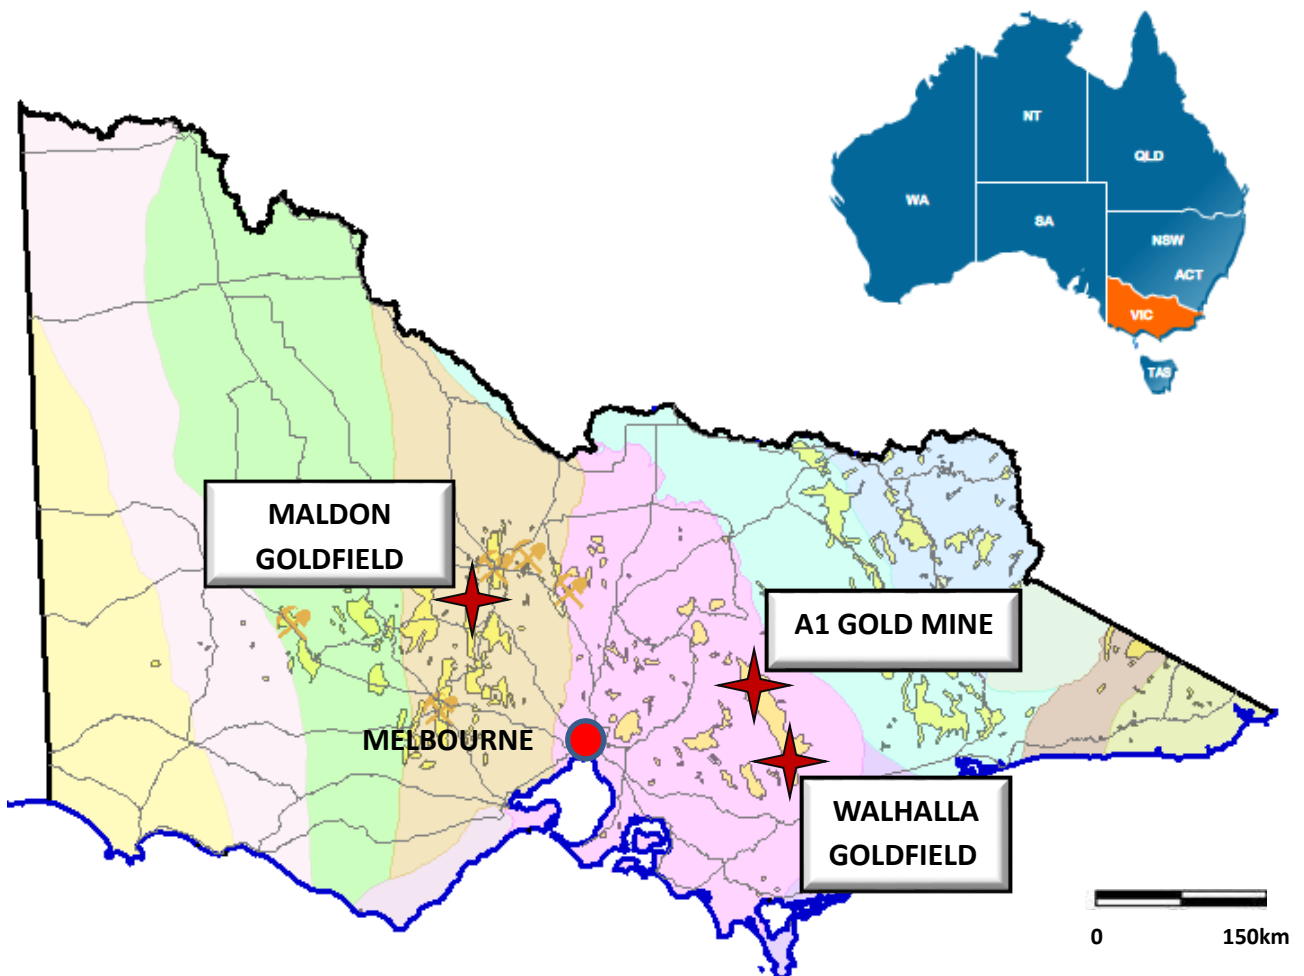 NT
QLD
WA
SA
NSW
ACT
VIC
TAS
MALDON
GOLDFIELD
A1 GOLD MINE
MELBOURNE
WALHALLA
GOLDFIELD
0 150km